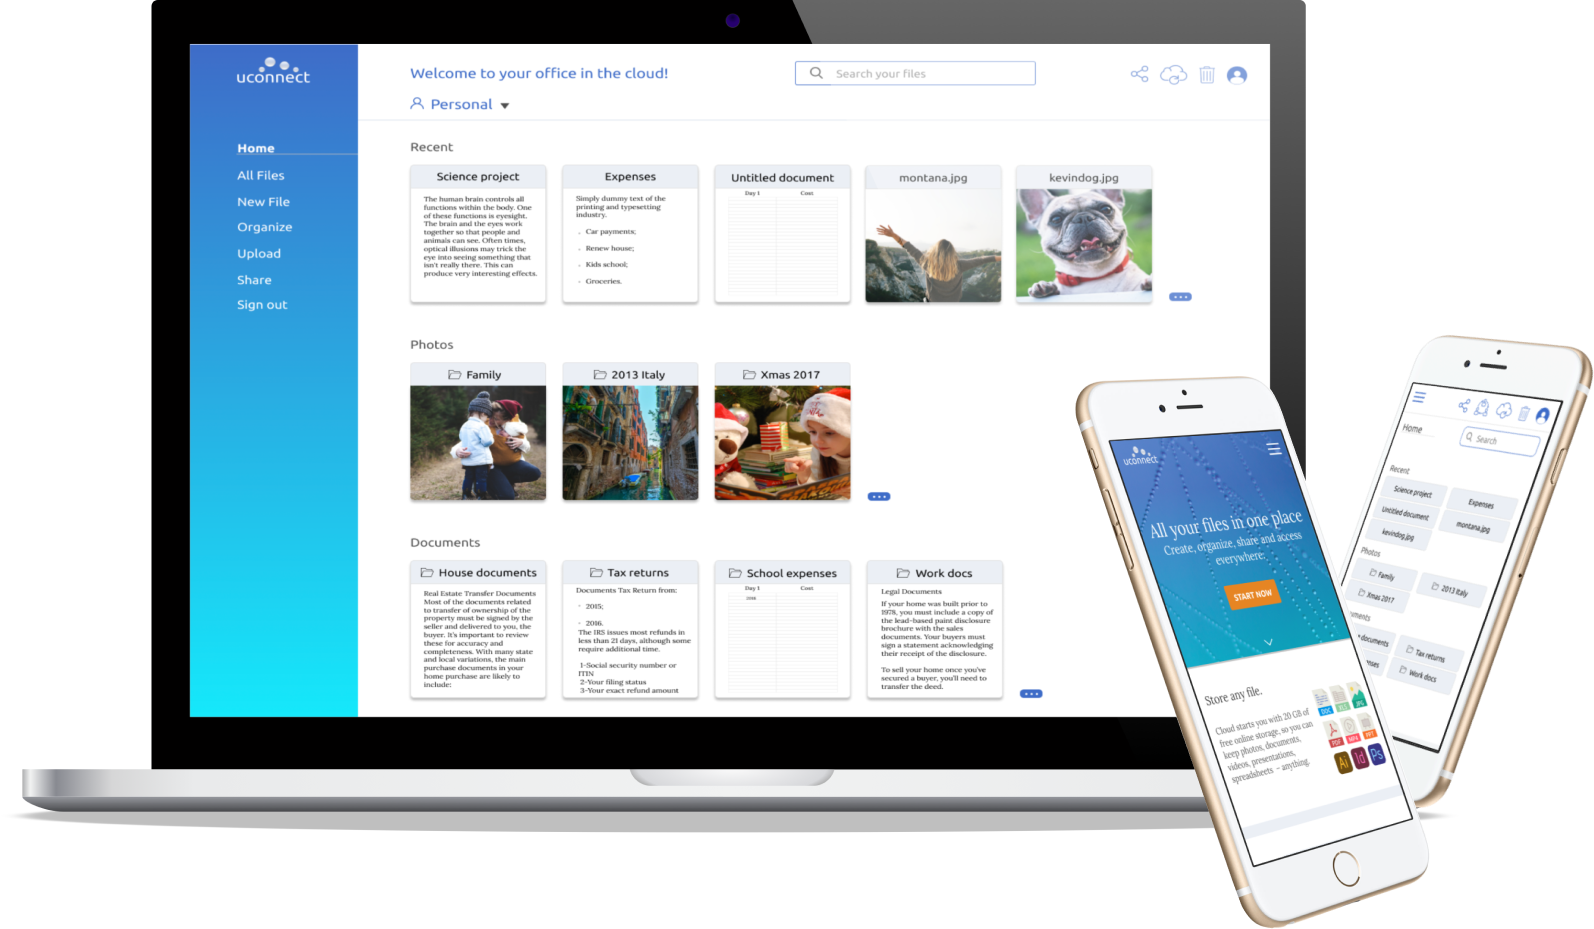 uconnect
Home
All Files
New File
Organize
Upload
Share
Sign out
Welcome to your office in the cloud!
Search your files
Personal
Recent
Science project
The human brain controls all
functions within the body. One
of these functions is eyesight.
The brain and the eyes work
together so that people and
animals can see. Often times,
optical illusions may trick the
eye into seeing something that
isn't really there. This can
produce very interesting effects.
Expenses
Simply dummy text of the
printing and typesetting
industry.
Car payments;
Renew house;
Kids school;
Groceries.
Untitled document
Day 1 Cost
montana.jpg
kevindog.jpg
Photos
Family
2013 Italy
Xmas 2017
Documents
House documents
Real Estate Transfer Documents
Most of the documents related
to transfer of ownership of the
property must be signed by the
seller and delivered to you, the
buyer. It's important to review
these for accuracy and
completeness. With many state
and local variations, the main
purchase documents in your
home purchase are likely to
include:
Tax returns
Documents Tax Return from:
2015;
2016.
The IRS issues most refunds in
less than 21 days, although some
require additional time.
1-Social security number or
ITIN
2-Your filing status
3-Your exact refund amount
School expenses
Day 1 Cost
2016
Work docs
Legal Documents
If your home was built prior to
1978, you must include a copy of
the lead-based paint disclosure
brochure with the sales
documents. Your buyers must
sign a statement acknowledging
their receipt of the disclosure.
To sell your home once you've
secured a buyer, you'll need to
transfer the deed.
uconnect
All your files in one place
Create, organize, share and access
everywhere.
START NOW
Store any file.
Cloud starts you with 20 GB of
free online storage, so you can
keep photos, documents,
videos, presentations,
spreadsheets – anything.
DOC JPG
PDF MP4 PPT
Ai Id Ps
Home
Search
Recent
Science project
Expenses
Untitled document
montana.jpg
kevindog.jpg
Photos
Family
2013 Italy
Xmas 2017
uments
documents
Tax returns
nses
Work docs